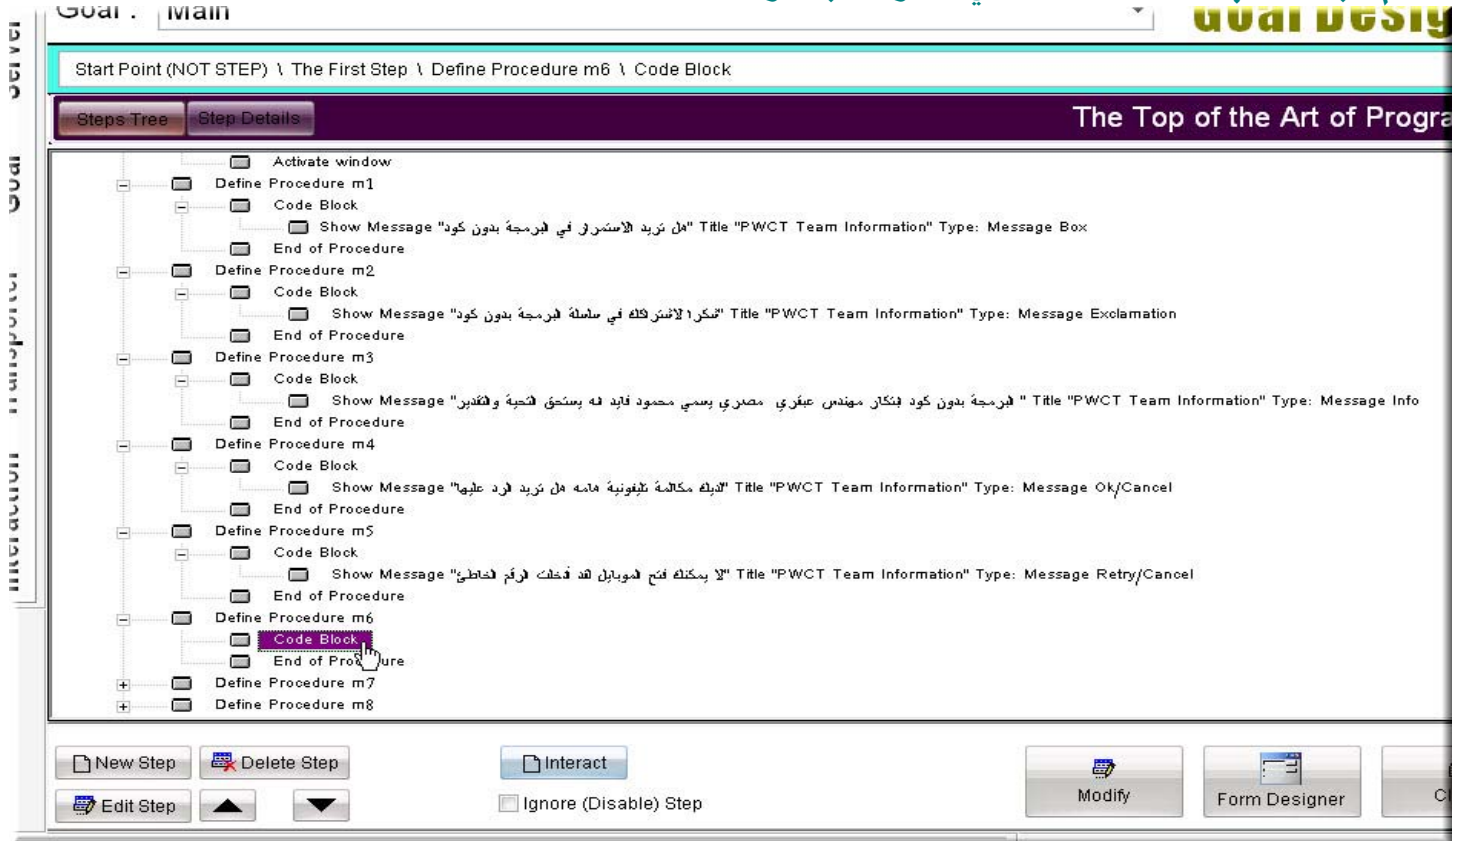 Goal : Main
Goal Desig
Start Point (NOT STEP) \ The First Step \ Define Procedure m6 \ Code Block
Steps Tree Step Details The Top of the Art of Progra
Activate window
Define Procedure m1
Code Block
Show Message "هل تريد الاستمرار في البرمجة بدون كود" Title "PWCT Team Information" Type: Message Box
End of Procedure
Define Procedure m2
Code Block
Show Message "شكرا لاشتراكك في سلسلة البرمجة بدون كود" Title "PWCT Team Information" Type: Message Exclamation
End of Procedure
Define Procedure m3
Code Block
Show Message "البرمجة بدون كود ابتكار مهندس عبقري مصري يسمي محمود فايد انه يستحق التحية والتقدير " Title "PWCT Team Information" Type: Message Info
End of Procedure
Define Procedure m4
Code Block
Show Message "لديك مكالمة تليفونية هامه هل تريد الرد عليها" Title "PWCT Team Information" Type: Message Ok/Cancel
End of Procedure
Define Procedure m5
Code Block
Show Message "لا يمكنك فتح الموبايل لقد أدخلت الرقم الخاطئ" Title "PWCT Team Information" Type: Message Retry/Cancel
End of Procedure
Define Procedure m6
Code Block
End of Procedure
Define Procedure m7
Define Procedure m8
New Step Delete Step Interact
Edit Step Ignore (Disable) Step
Modify Form Designer Cl
Server
Goal
Interaction